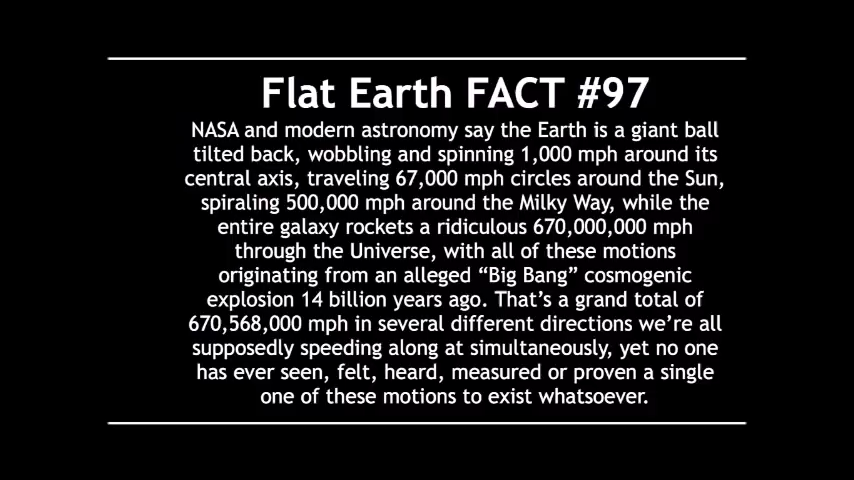 Flat Earth FACT #97
NASA and modern astronomy say the Earth is a giant ball
tilted back, wobbling and spinning 1,000 mph around its
central axis, traveling 67,000 mph circles around the Sun,
spiraling 500,000 mph around the Milky Way, while the
entire galaxy rockets a ridiculous 670,000,000 mph
through the Universe, with all of these motions
originating from an alleged “Big Bang” cosmogenic
explosion 14 billion years ago. That’s a grand total of
670,568,000 mph in several different directions we’re all
supposedly speeding along at simultaneously, yet no one
has ever seen, felt, heard, measured or proven a single
one of these motions to exist whatsoever.